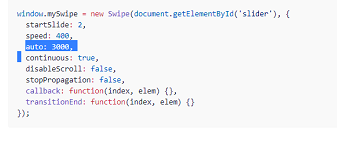 window.mySwipe = new Swipe(document.getElementById('slider'), {
  startSlide: 2,
  speed: 400,
  auto: 3000,
  continuous: true,
  disableScroll: false,
  stopPropagation: false,
  callback: function(index, elem) {},
  transitionEnd: function(index, elem) {}
});